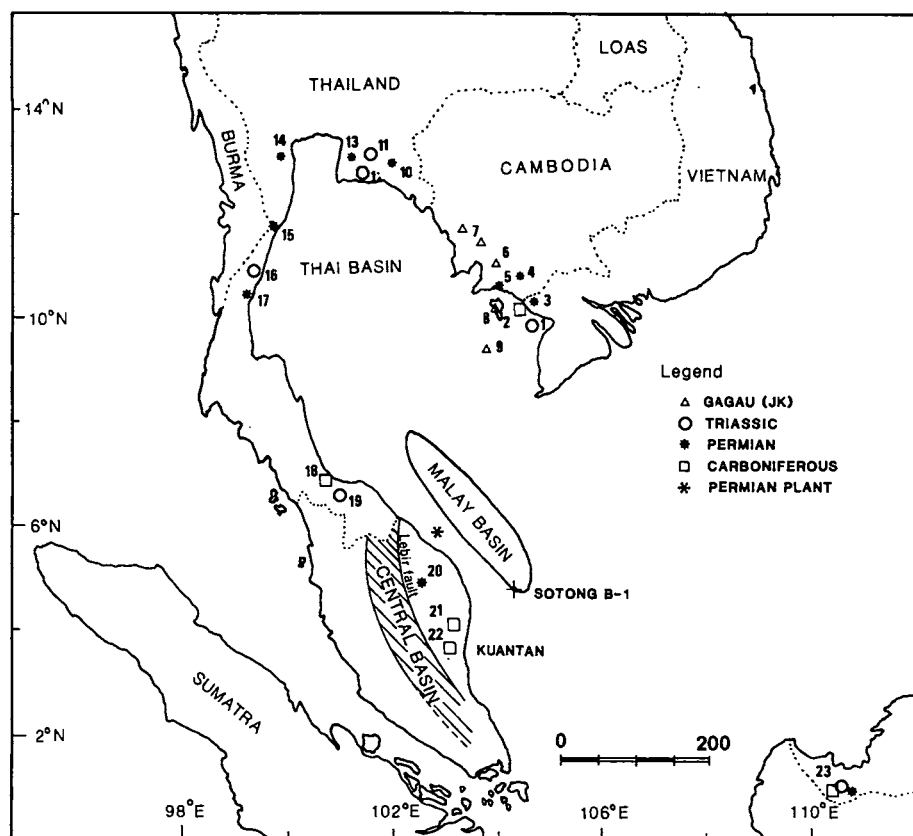 LOAS
THAILAND
14°N
BURMA
14
13
11
1
10
CAMBODIA
VIETNAM
7
15
6
16
THAI BASIN
5
4
17
3
10°N
8
2
1
9
Legend
GAGAU (JK)
TRIASSIC
PERMIAN
CARBONIFEROUS
PERMIAN PLANT
18
19
MALAY BASIN
6°N
Lebir fault
20
CENTRAL BASIN
SOTONG B-1
21
22
KUANTAN
SUMATRA
2°N
0
200
23
98°E
102°E
106°E
110°E